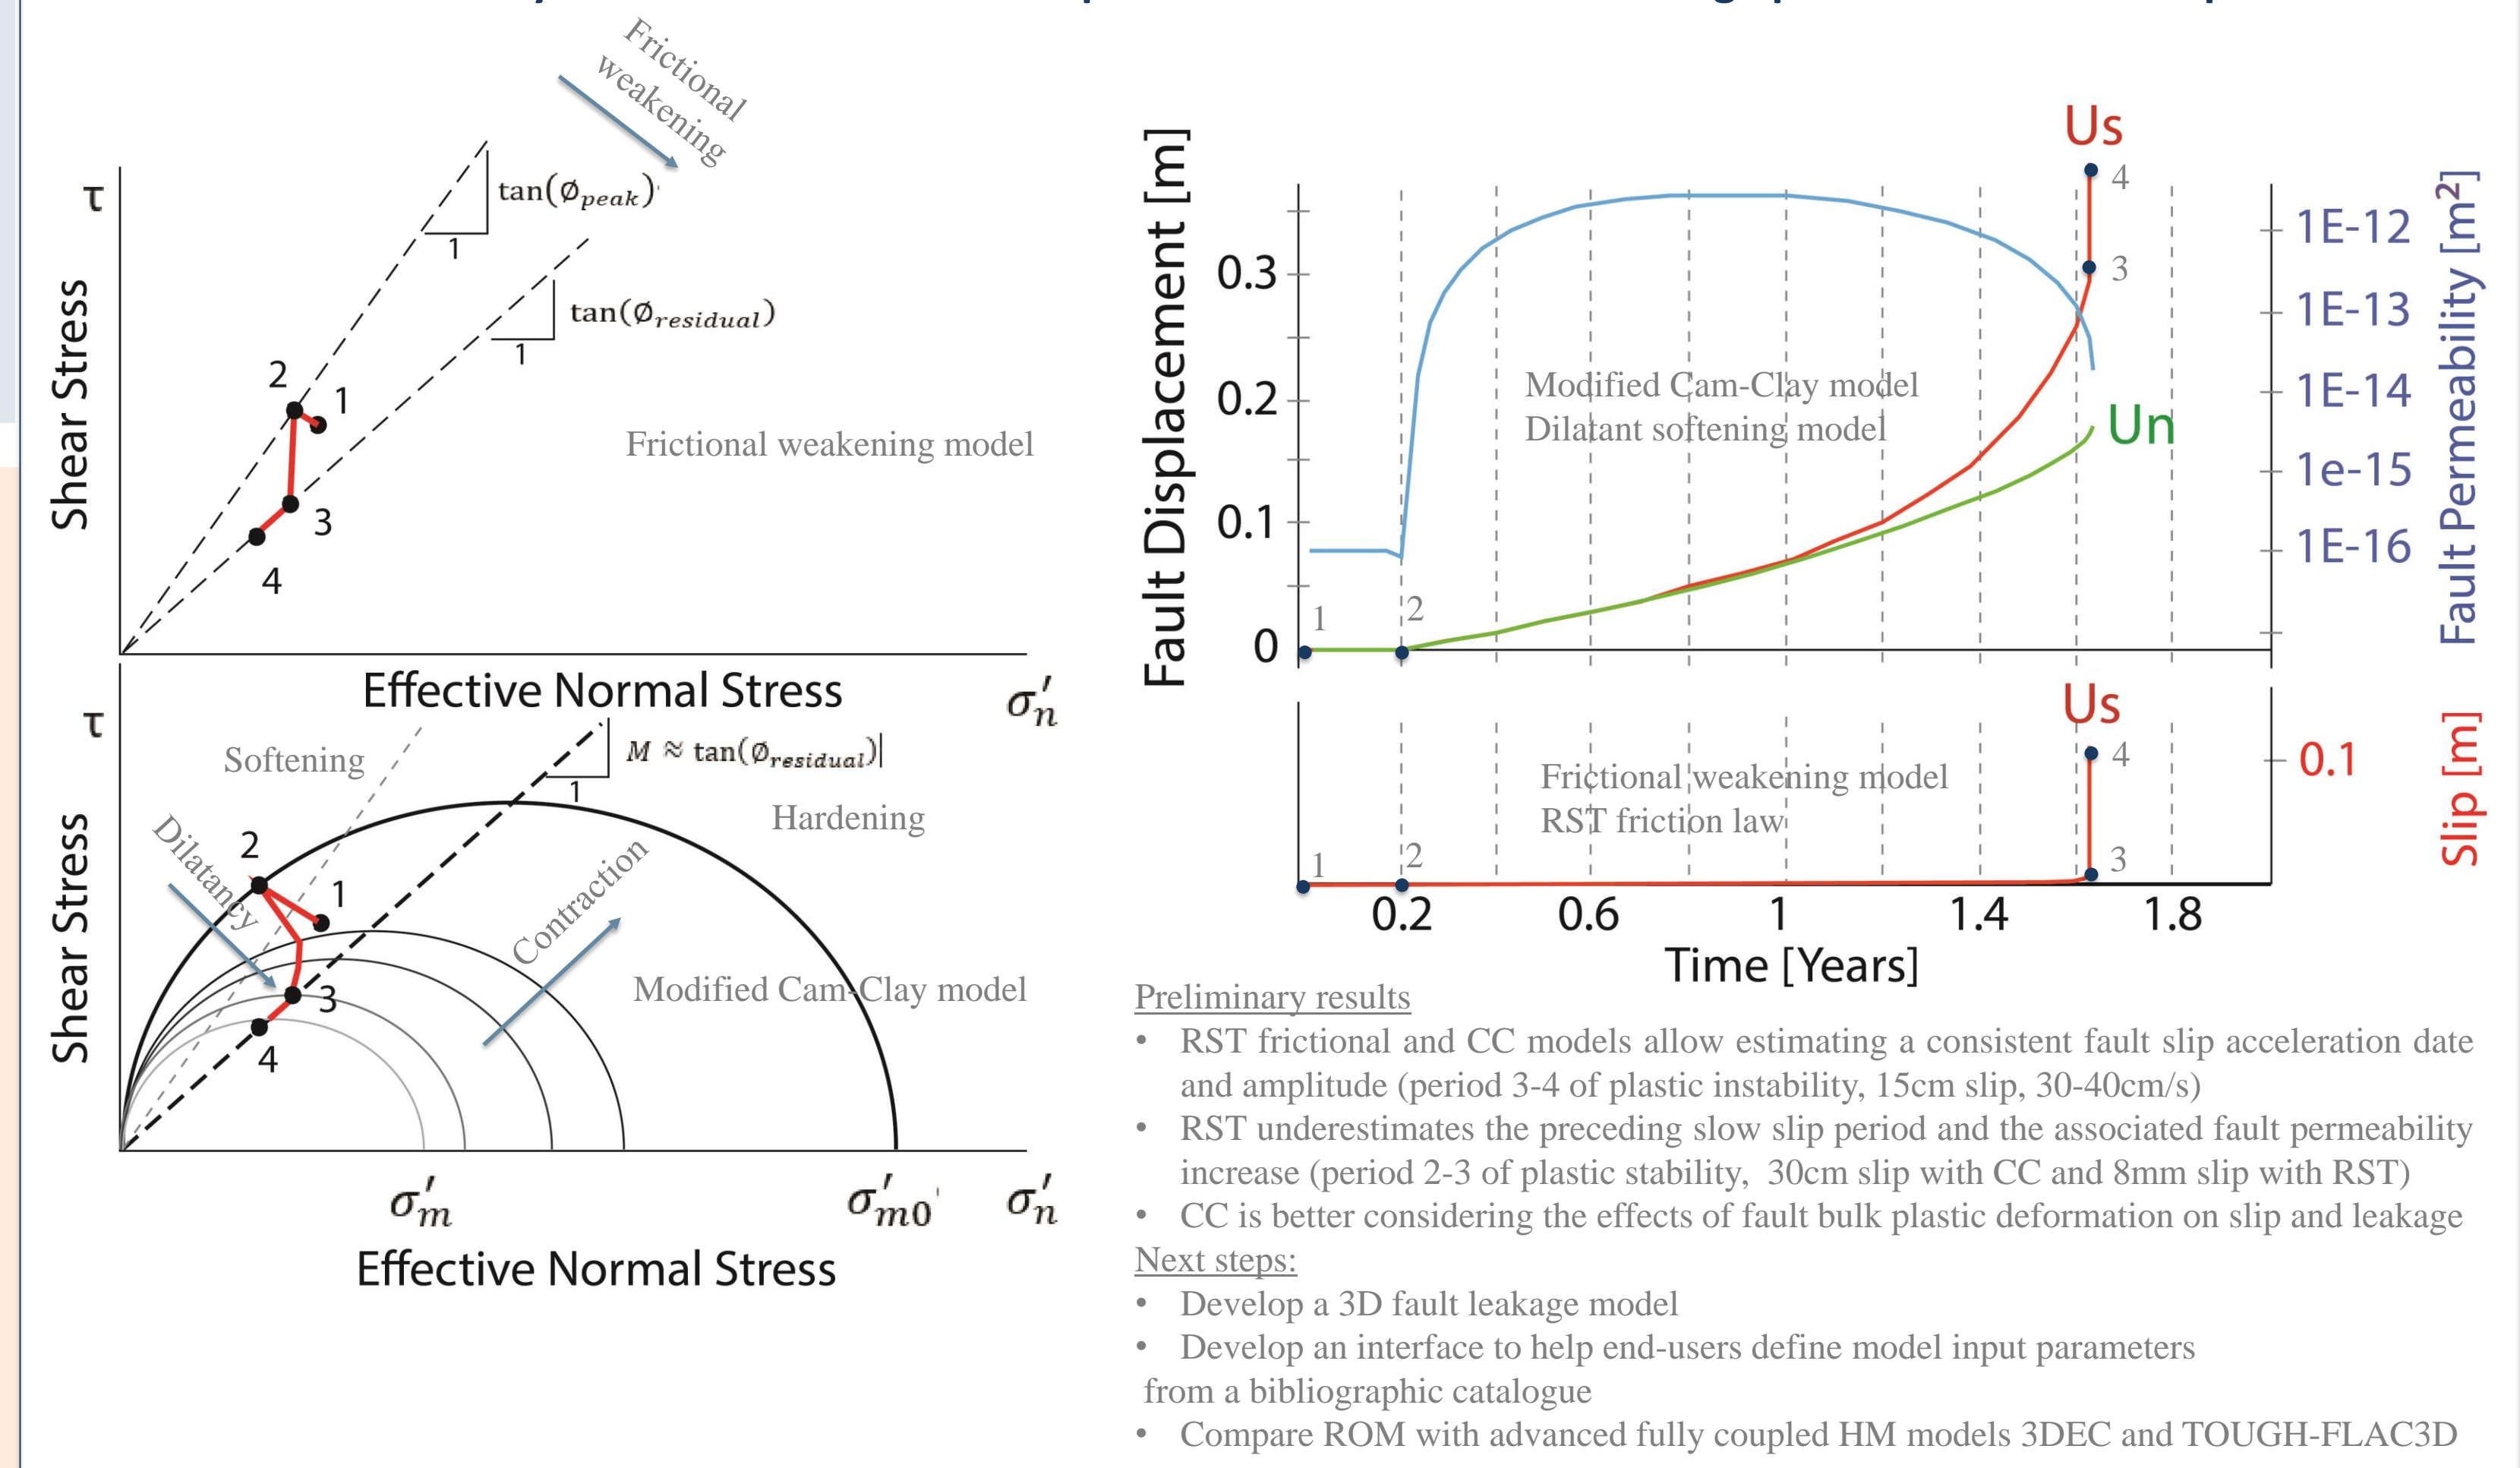 Frictional
weakening
τ
Shear Stress
tan(∅peak)
1
tan(∅residual)
1
2
1
3
4
Frictional weakening model
Effective Normal Stress
σ′n
τ
Shear Stress
Softening
M ≈ tan(∅residual)
1
Hardening
Dilatancy
Contraction
2
1
3
4
Modified Cam-Clay model
σ′m
σ′m0
σ′n
Effective Normal Stress
Fault Displacement [m]
0.3
0.2
0.1
0
Us
4
3
Modified Cam-Clay model
Dilatant softening model
Un
1
2
1E-12
1E-13
1E-14
1e-15
1E-16
Fault Permeability [m²]
Us
4
3
Frictional weakening model
RST friction law
1
2
0.1
Slip [m]
0.2
0.6
1
1.4
1.8
Time [Years]
Preliminary results
• RST frictional and CC models allow estimating a consistent fault slip acceleration date
and amplitude (period 3-4 of plastic instability, 15cm slip, 30-40cm/s)
• RST underestimates the preceding slow slip period and the associated fault permeability
increase (period 2-3 of plastic stability, 30cm slip with CC and 8mm slip with RST)
• CC is better considering the effects of fault bulk plastic deformation on slip and leakage
Next steps:
• Develop a 3D fault leakage model
• Develop an interface to help end-users define model input parameters
from a bibliographic catalogue
• Compare ROM with advanced fully coupled HM models 3DEC and TOUGH-FLAC3D